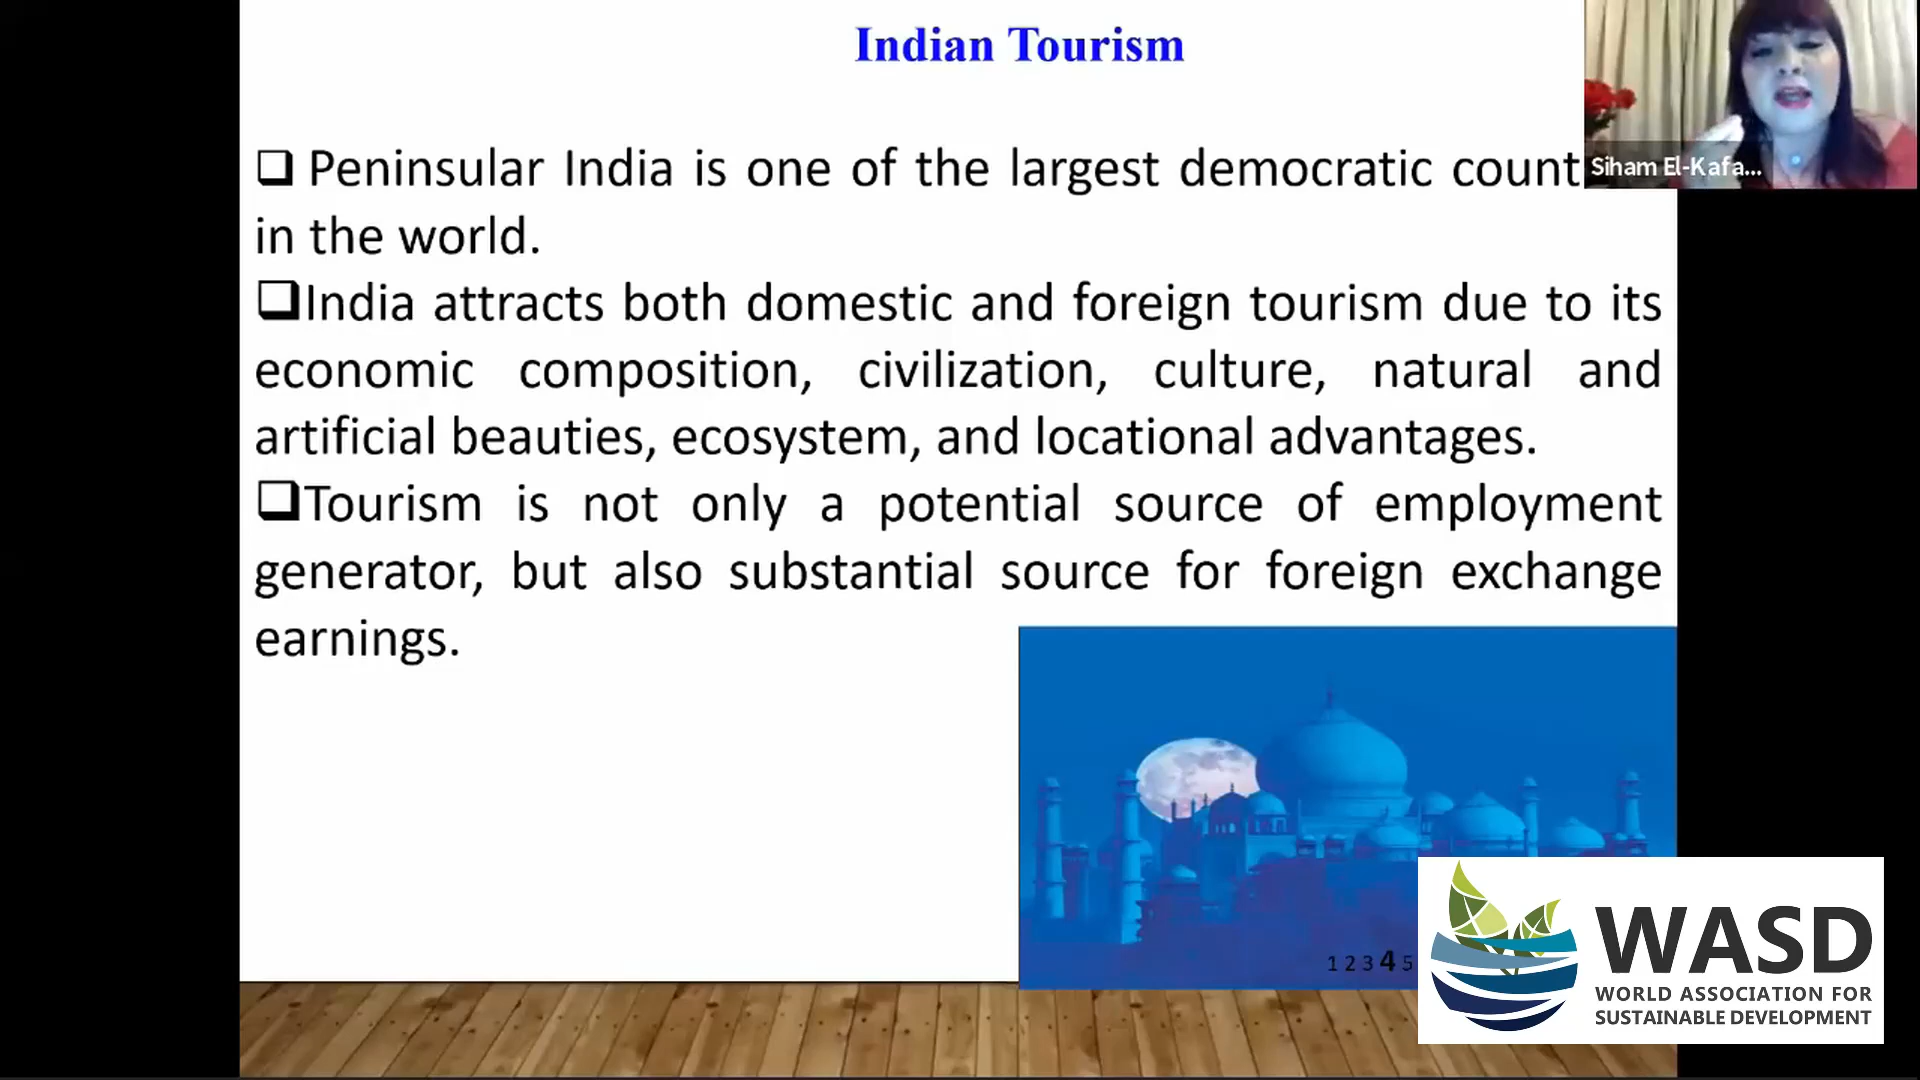 Indian Tourism
❑ Peninsular India is one of the largest democratic
in the world.
❑India attracts both domestic and foreign tourism due to its
economic composition, civilization, culture, natural and
artificial beauties, ecosystem, and locational advantages.
❑Tourism is not only a potential source of employment
generator, but also substantial source for foreign exchange
earnings.
Siham El-Kafa...
1 2 3 4 5
WASD
WORLD ASSOCIATION FOR
SUSTAINABLE DEVELOPMENT